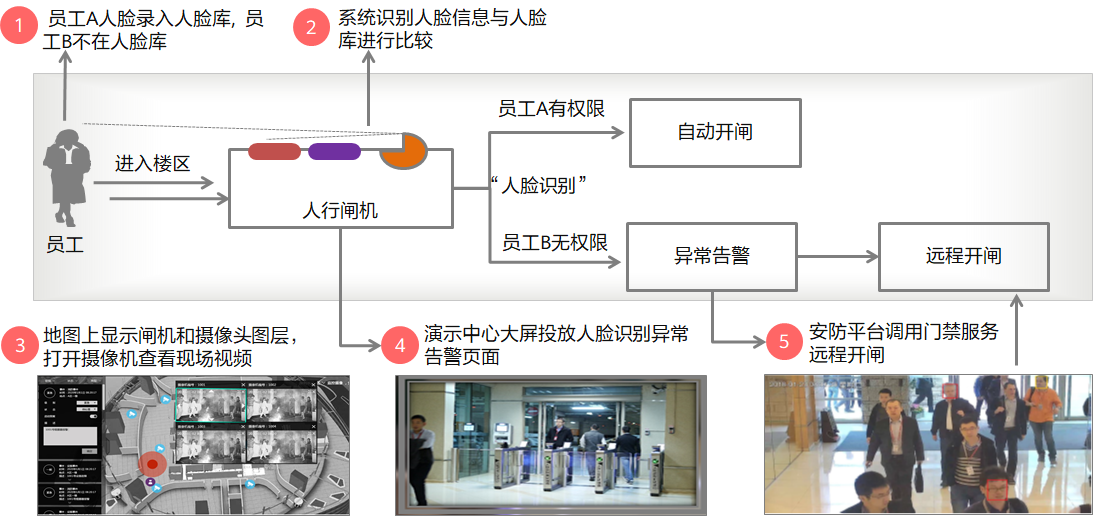 1
员工A人脸录入人脸库, 员
工B不在人脸库
2
系统识别人脸信息与人脸
库进行比较
员工A有权限
自动开闸
进入楼区
“人脸识别”
人行闸机
员工
员工B无权限
异常告警
远程开闸
3
地图上显示闸机和摄像头图层，
打开摄像机查看现场视频
4
演示中心大屏投放人脸识别异常
告警页面
5
安防平台调用门禁服务
远程开闸